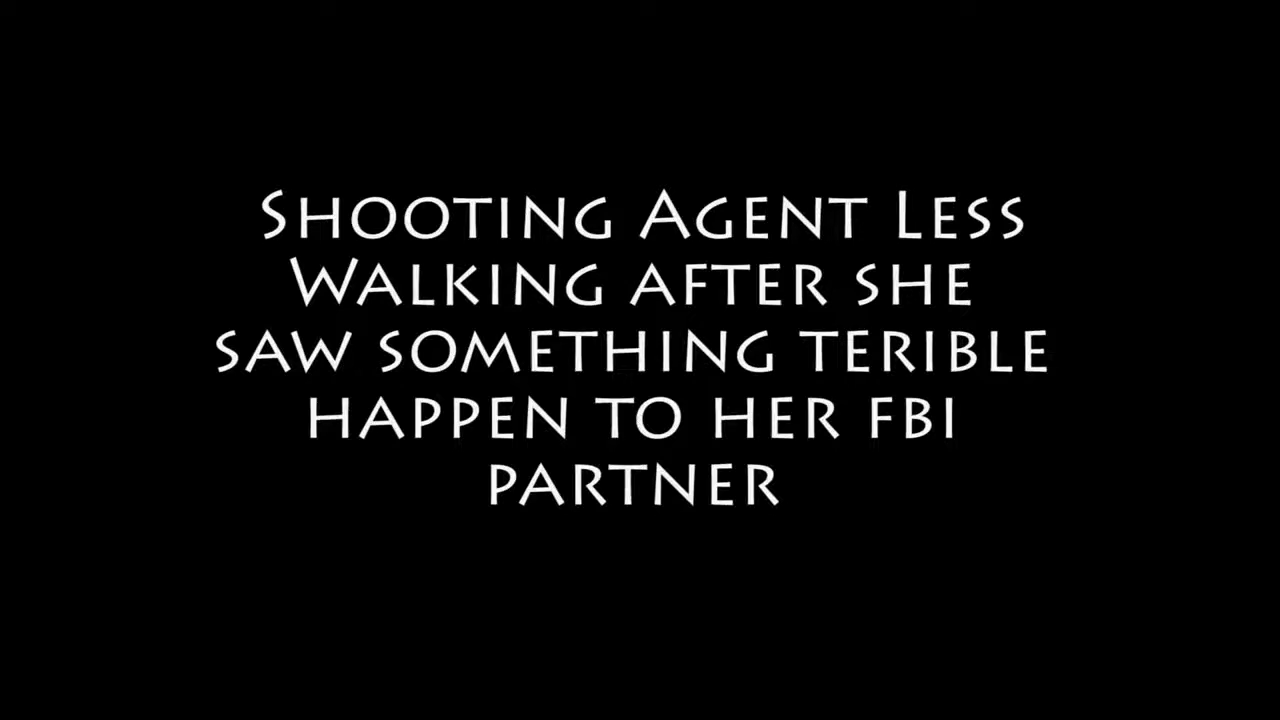 Shooting Agent Less
Walking after she
saw something terible
happen to her fbi
partner